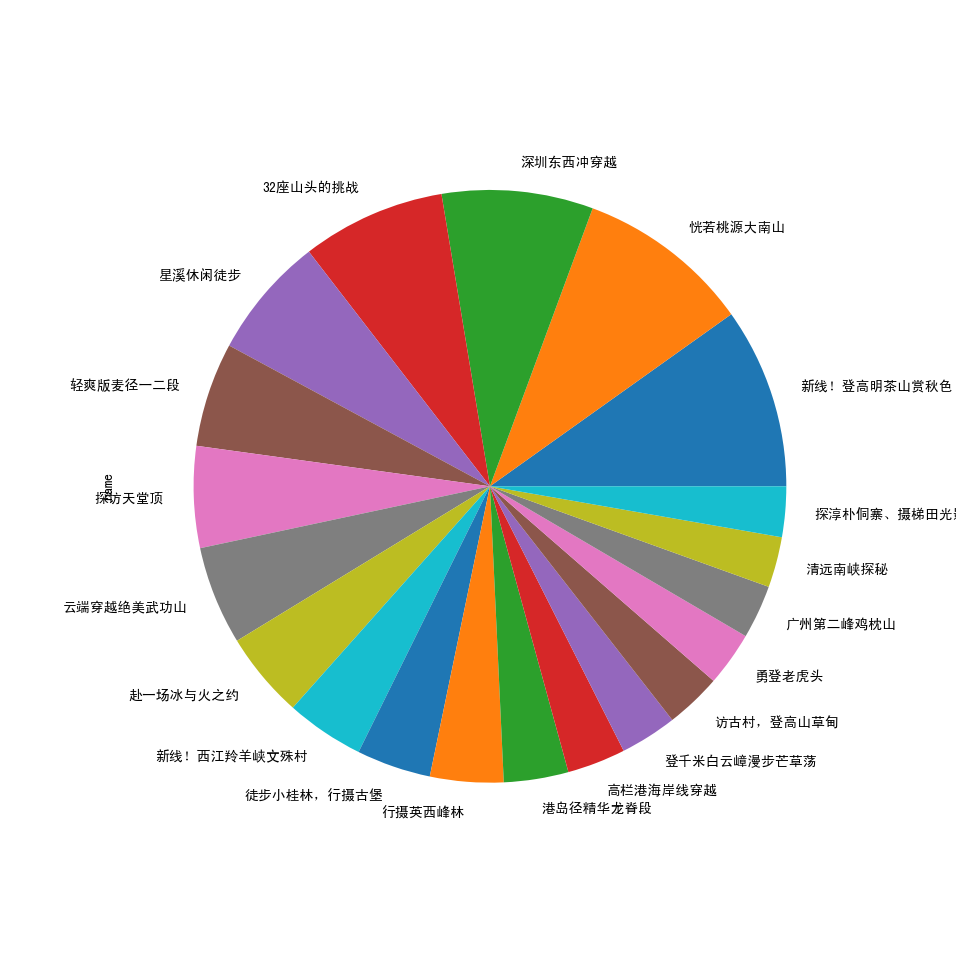 深圳东西冲穿越
32座山头的挑战
恍若桃源大南山
星溪休闲徒步
轻爽版麦径一二段
新线！登高明茶山赏秋色
name
探访天堂顶
探淳朴侗寨、摄梯田光
清远南峡探秘
云端穿越绝美武功山
广州第二峰鸡枕山
勇登老虎头
赴一场冰与火之约
访古村，登高山草甸
新线！西江羚羊峡文殊村
登千米白云嶂漫步芒草荡
徒步小桂林，行摄古堡
高栏港海岸线穿越
行摄英西峰林
港岛径精华龙脊段